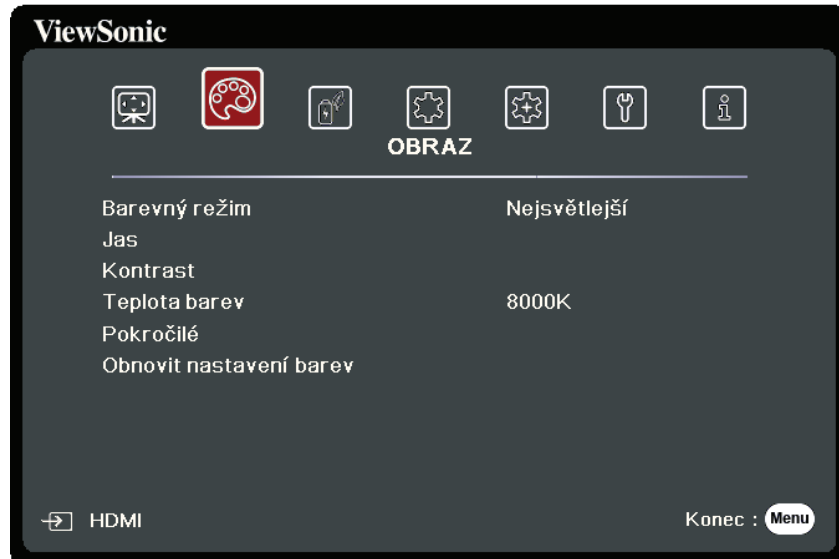 ViewSonic
OBRAZ
Barevný režim Nejsvětlejší
Jas
Kontrast
Teplota barev 8000K
Pokročilé
Obnovit nastavení barev
HDMI Konec : Menu